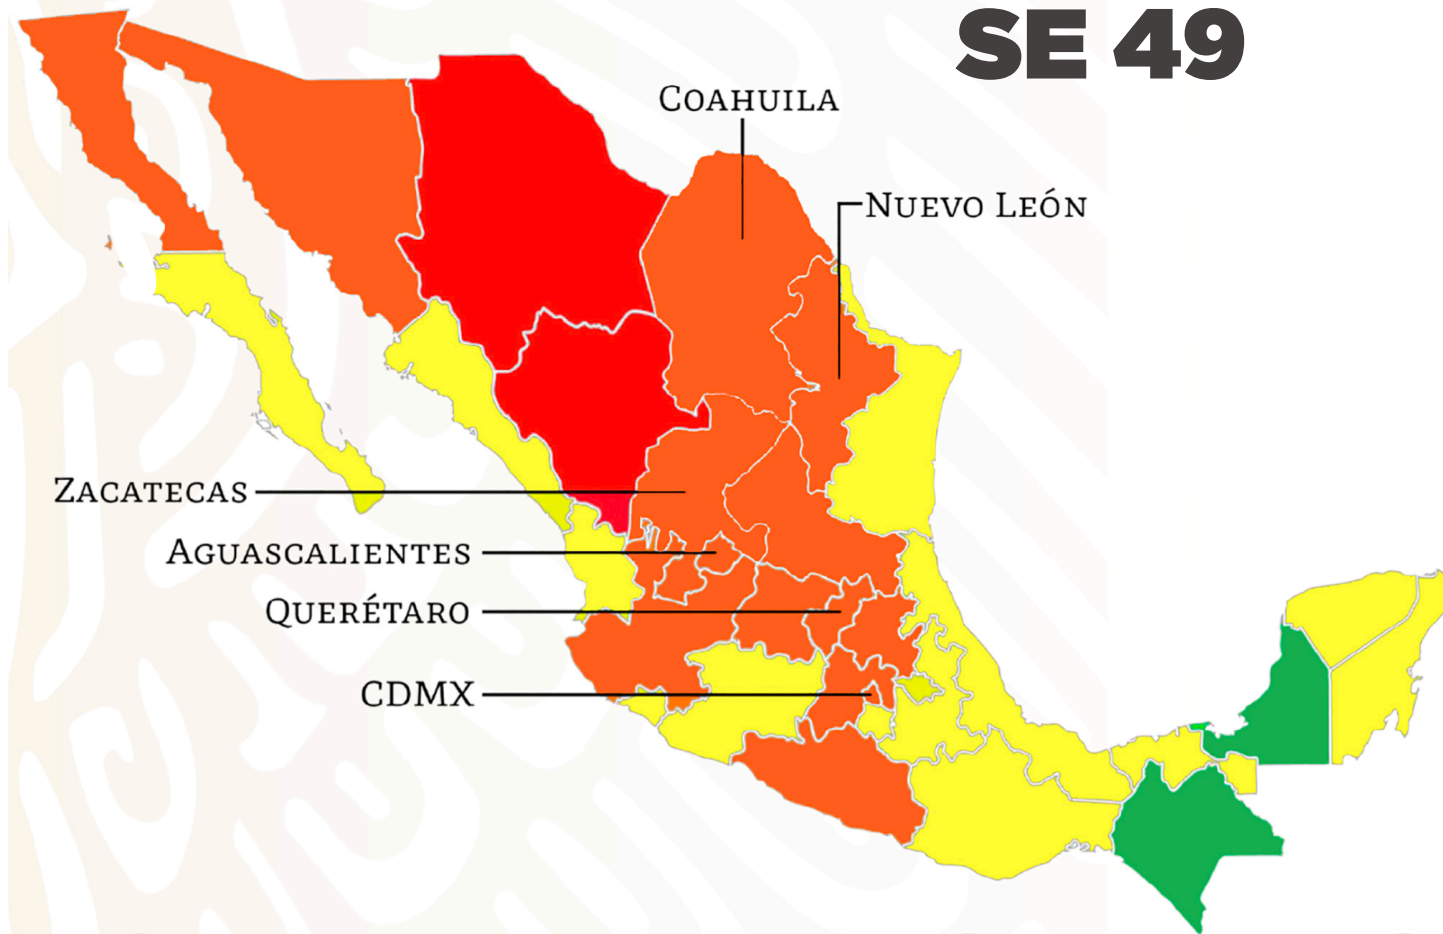 SE 49
COAHUILA
NUEVO LEÓN
ZACATECAS
AGUASCALIENTES
QUERÉTARO
CDMX